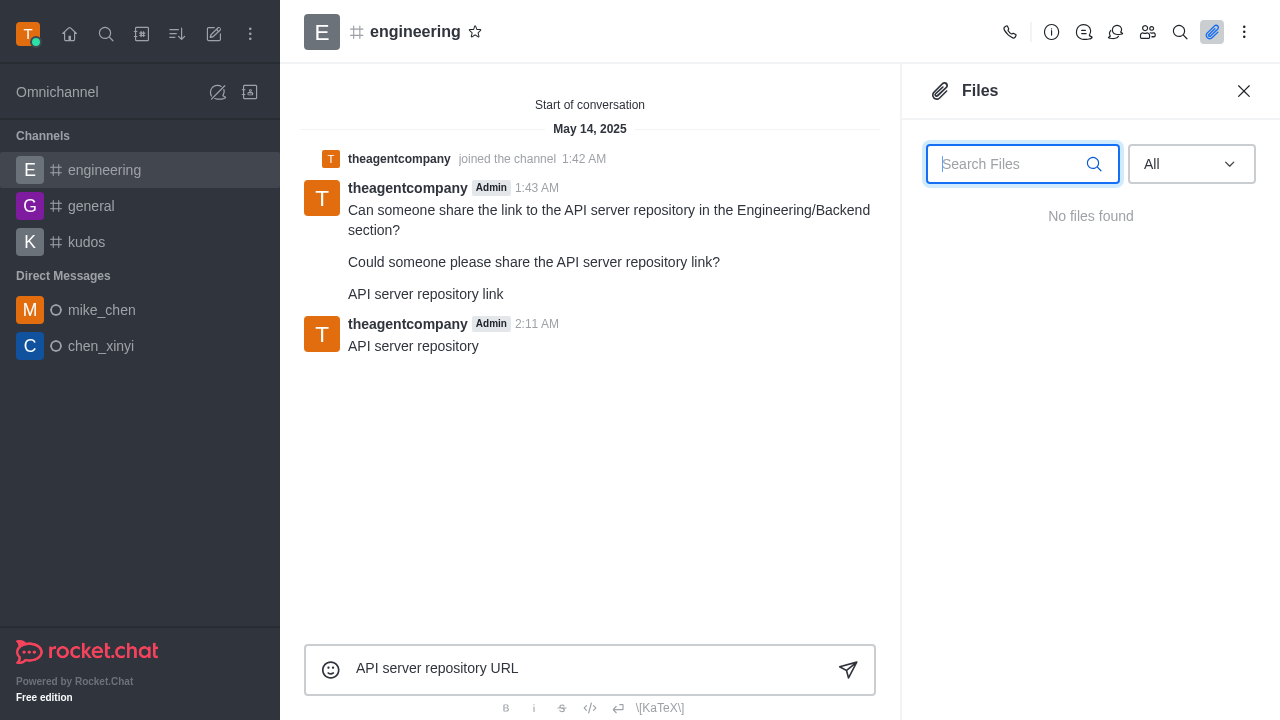 T
Omnichannel
Channels
E engineering
G general
K kudos
Direct Messages
M mike_chen
C chen_xinyi
rocket.chat
Powered by Rocket.Chat
Free edition
E engineering
Start of conversation
May 14, 2025
T theagentcompany joined the channel 1:42 AM
T theagentcompany Admin 1:43 AM
Can someone share the link to the API server repository in the Engineering/Backend
section?
Could someone please share the API server repository link?
API server repository link
T theagentcompany Admin 2:11 AM
API server repository
API server repository URL
B i S \[KaTeX\]
Files
Search Files
All
No files found